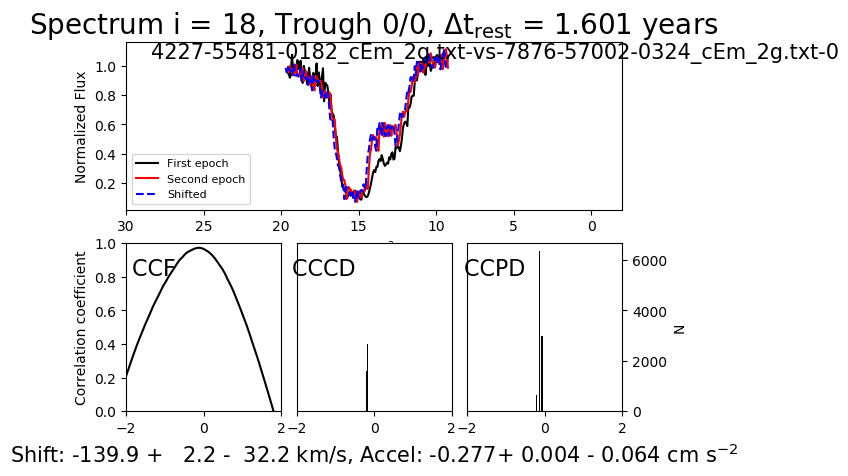 Spectrum i = 18, Trough 0/0, Δt_rest = 1.601 years
4227-55481-0182_cEm_2g.txt-vs-7876-57002-0324_cEm_2g.txt-0
Normalized Flux
1.0
0.8
0.6
0.4
0.2
First epoch
Second epoch
Shifted
30 25 20 15 10 5 0
Correlation coefficient
1.0
0.8
0.6
0.4
0.2
0.0
CCF
CCCD
CCPD
6000
4000
2000
0
N
−2 0 −2 0 −2 0 2
Shift: -139.9 + 2.2 - 32.2 km/s, Accel: -0.277+ 0.004 - 0.064 cm s⁻²